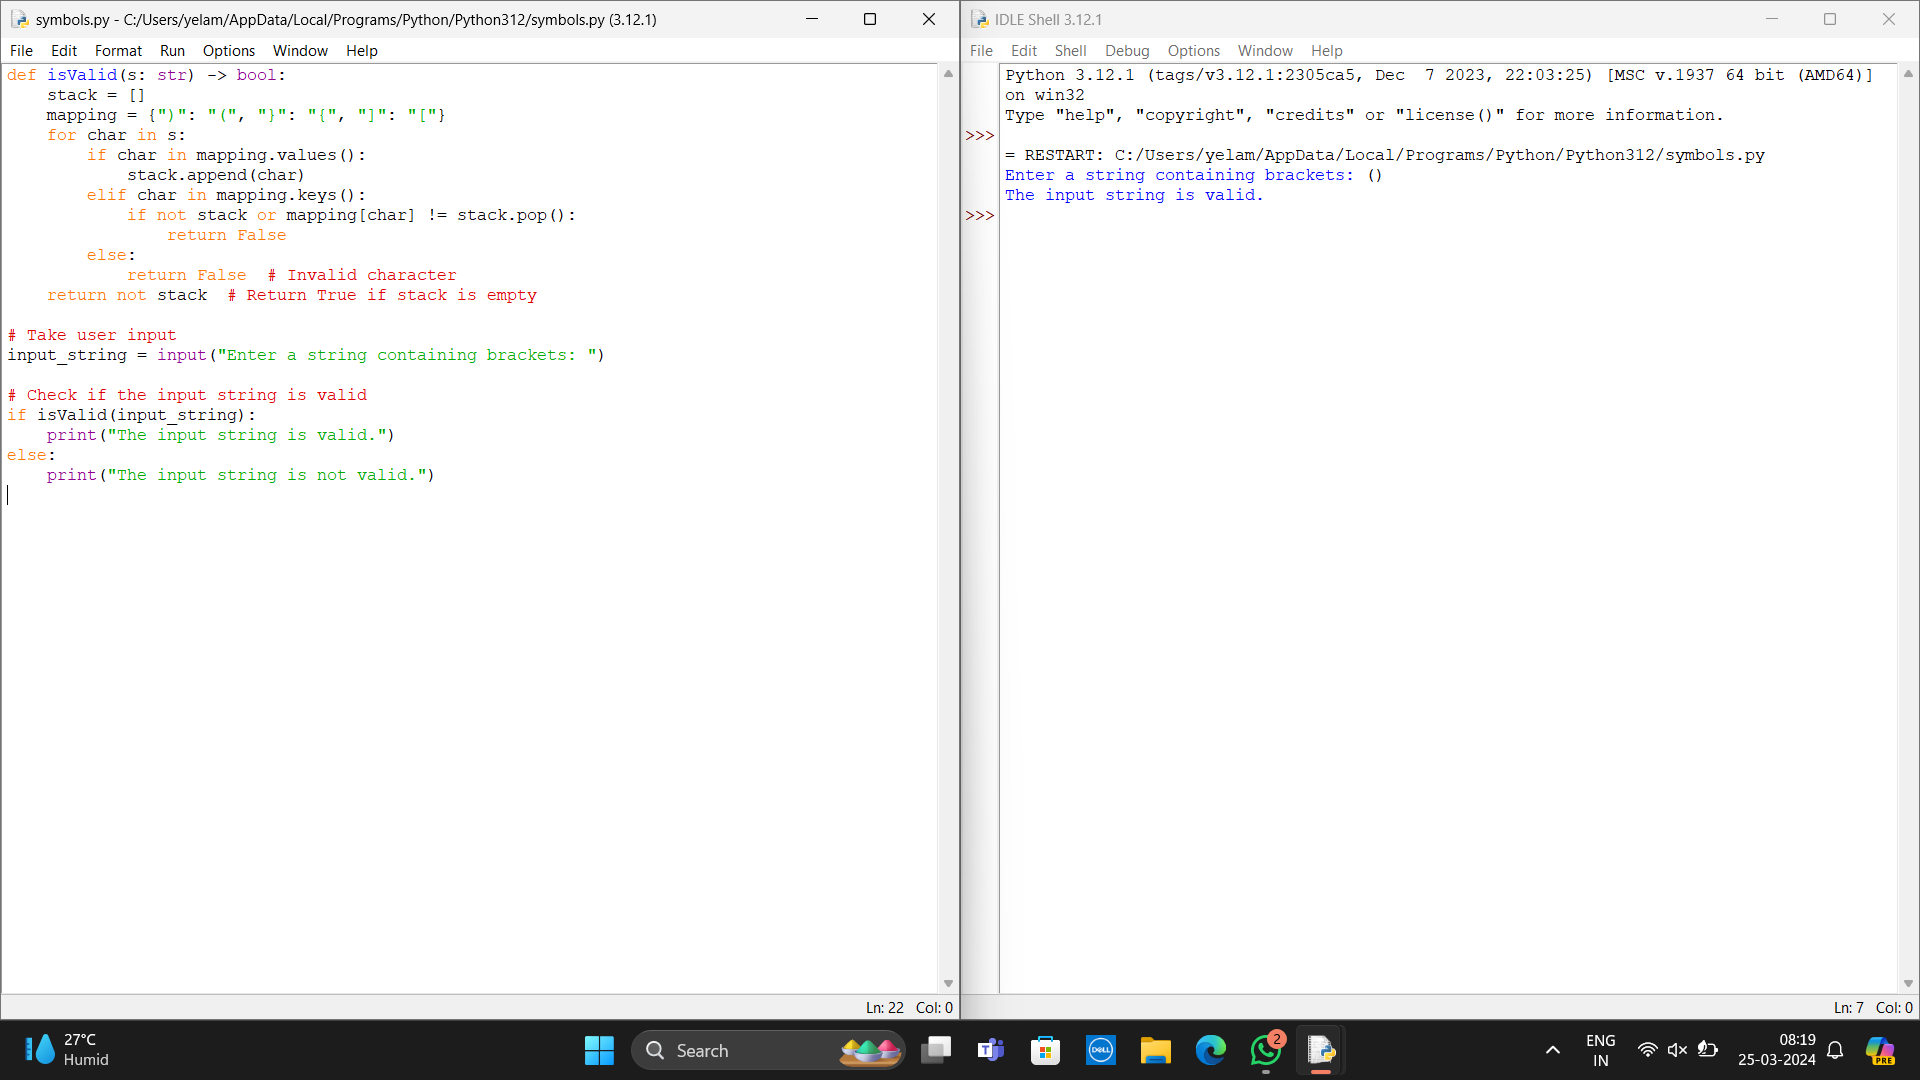 symbols.py - C:/Users/yelam/AppData/Local/Programs/Python/Python312/symbols.py (3.12.1)
File Edit Format Run Options Window Help
def isValid(s: str) -> bool:
    stack = []
    mapping = {")": "(", "}": "{", "]": "["}
    for char in s:
        if char in mapping.values():
            stack.append(char)
        elif char in mapping.keys():
            if not stack or mapping[char] != stack.pop():
                return False
        else:
            return False  # Invalid character
    return not stack  # Return True if stack is empty

# Take user input
input_string = input("Enter a string containing brackets: ")

# Check if the input string is valid
if isValid(input_string):
    print("The input string is valid.")
else:
    print("The input string is not valid.")
Ln: 22 Col: 0
IDLE Shell 3.12.1
File Edit Shell Debug Options Window Help
Python 3.12.1 (tags/v3.12.1:2305ca5, Dec  7 2023, 22:03:25) [MSC v.1937 64 bit (AMD64)]
on win32
Type "help", "copyright", "credits" or "license()" for more information.
>>>
= RESTART: C:/Users/yelam/AppData/Local/Programs/Python/Python312/symbols.py
Enter a string containing brackets: ()
The input string is valid.
>>>
Ln: 7 Col: 0
27°C
Humid
Search
DELL
2
ENG
IN
08:19
25-03-2024
PRE